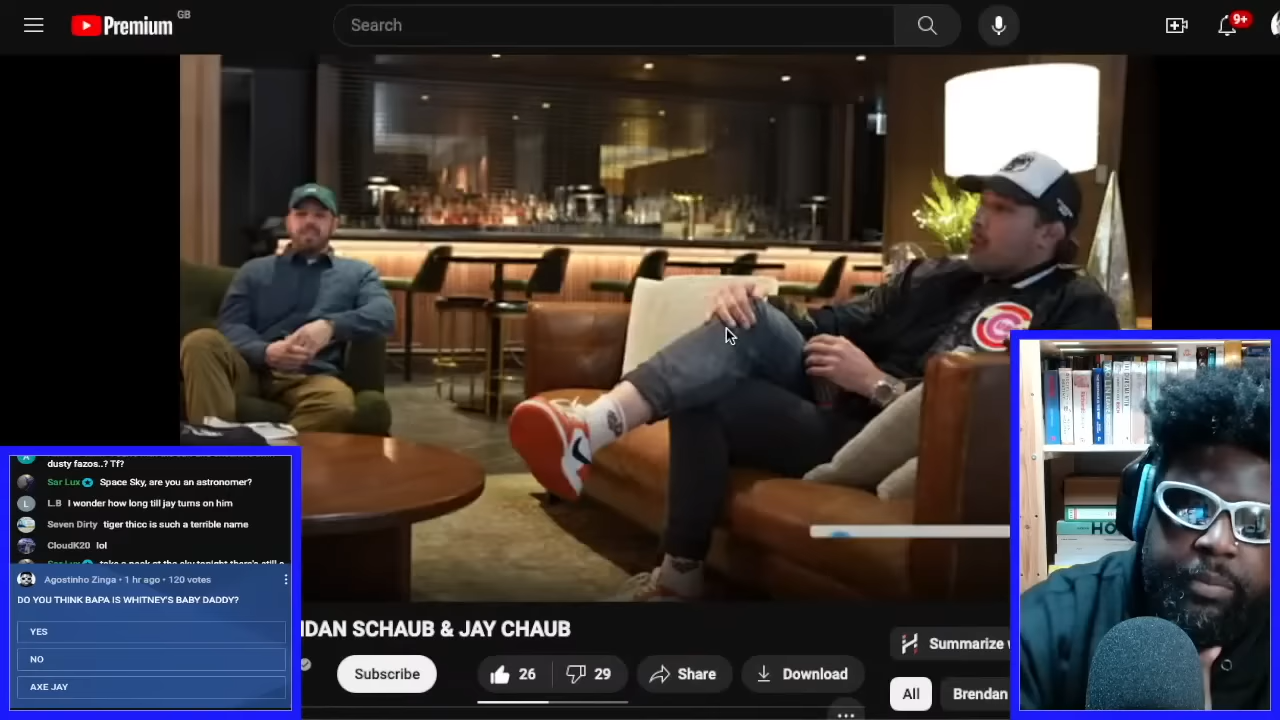 Premium GB
Search
9+
dusty fazos..? Tf?
Sar Lux Space Sky, are you an astronomer?
L.B I wonder how long till jay turns on him
Seven Dirty tiger thicc is such a terrible name
CloudK20 lol
Agostinho Zinga • 1 hr ago • 120 votes
DO YOU THINK BAPA IS WHITNEY'S BABY DADDY?
YES
NO
AXE JAY
IDAN SCHAUB & JAY CHAUB
Subscribe
26
29
Share
Download
Summarize
All
Brendan